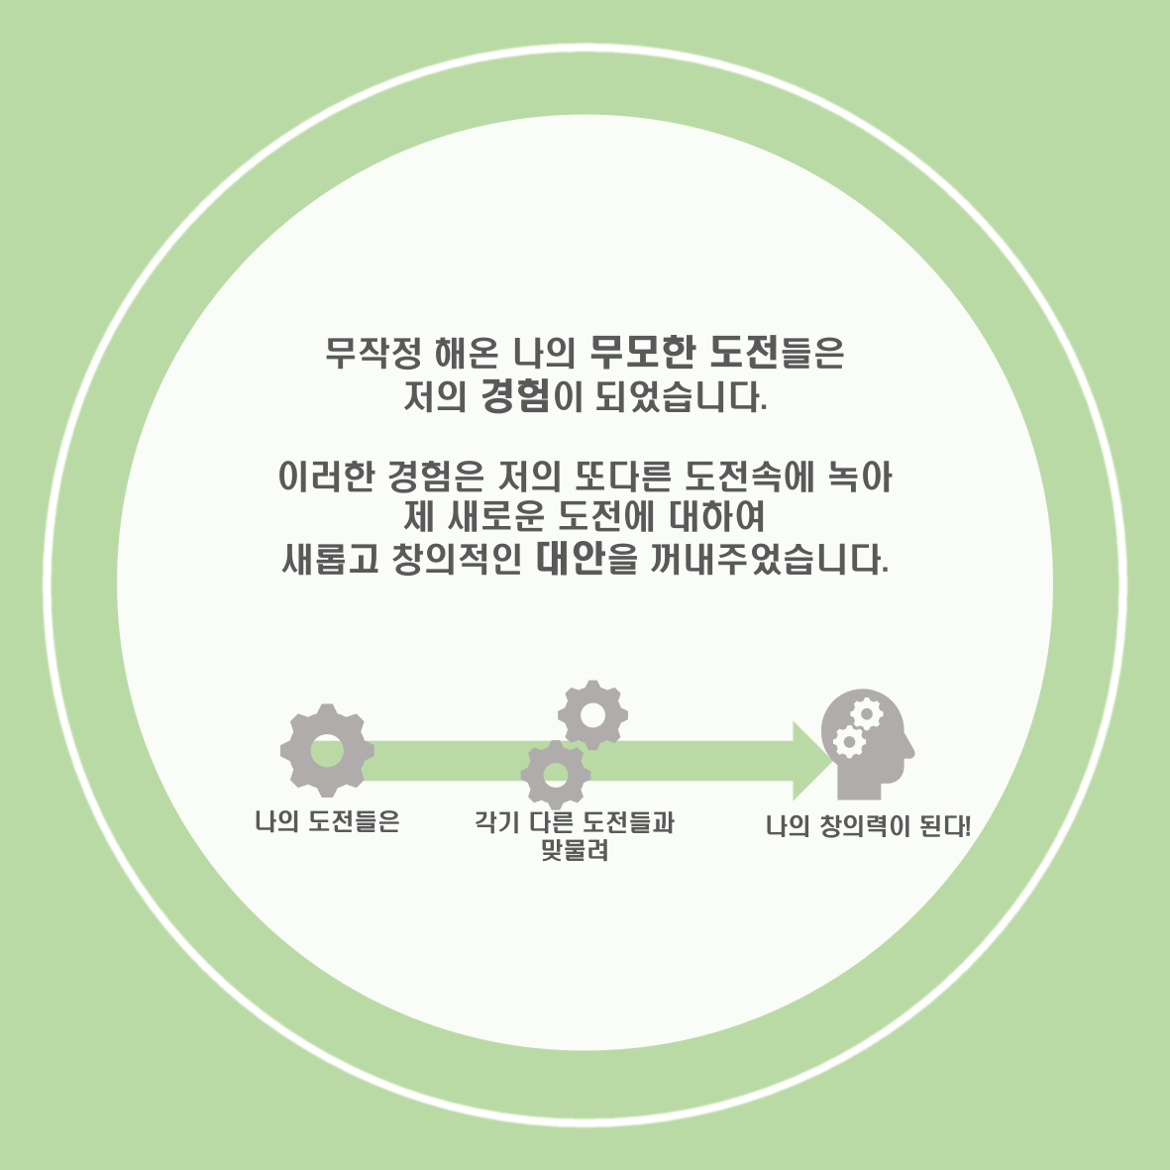 무작정 해온 나의 무모한 도전들은
저의 경험이 되었습니다.
이러한 경험은 저의 또다른 도전속에 녹아
제 새로운 도전에 대하여
새롭고 창의적인 대안을 꺼내주었습니다.
나의 도전들은
각기 다른 도전들과
맞물려
나의 창의력이 된다!